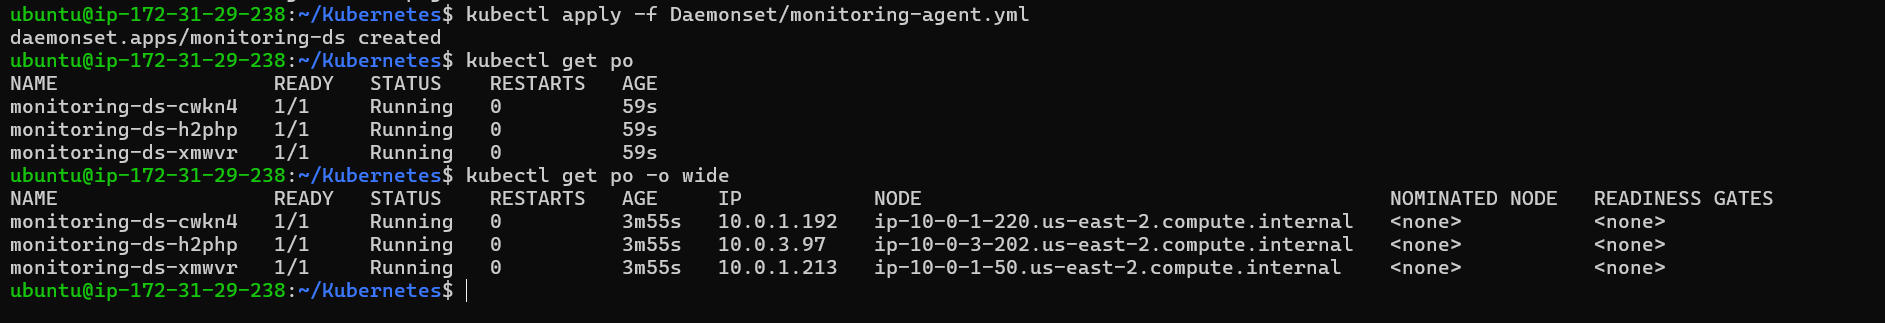 ubuntu@ip-172-31-29-238:~/Kubernetes$ kubectl apply -f Daemonset/monitoring-agent.yml
daemonset.apps/monitoring-ds created
ubuntu@ip-172-31-29-238:~/Kubernetes$ kubectl get po
NAME                  READY   STATUS    RESTARTS   AGE
monitoring-ds-cwkn4   1/1     Running   0          59s
monitoring-ds-h2php   1/1     Running   0          59s
monitoring-ds-xmwvr   1/1     Running   0          59s
ubuntu@ip-172-31-29-238:~/Kubernetes$ kubectl get po -o wide
NAME                  READY   STATUS    RESTARTS   AGE     IP           NODE                                       NOMINATED NODE   READINESS GATES
monitoring-ds-cwkn4   1/1     Running   0          3m55s   10.0.1.192   ip-10-0-1-220.us-east-2.compute.internal   <none>           <none>
monitoring-ds-h2php   1/1     Running   0          3m55s   10.0.3.97    ip-10-0-3-202.us-east-2.compute.internal   <none>           <none>
monitoring-ds-xmwvr   1/1     Running   0          3m55s   10.0.1.213   ip-10-0-1-50.us-east-2.compute.internal    <none>           <none>
ubuntu@ip-172-31-29-238:~/Kubernetes$